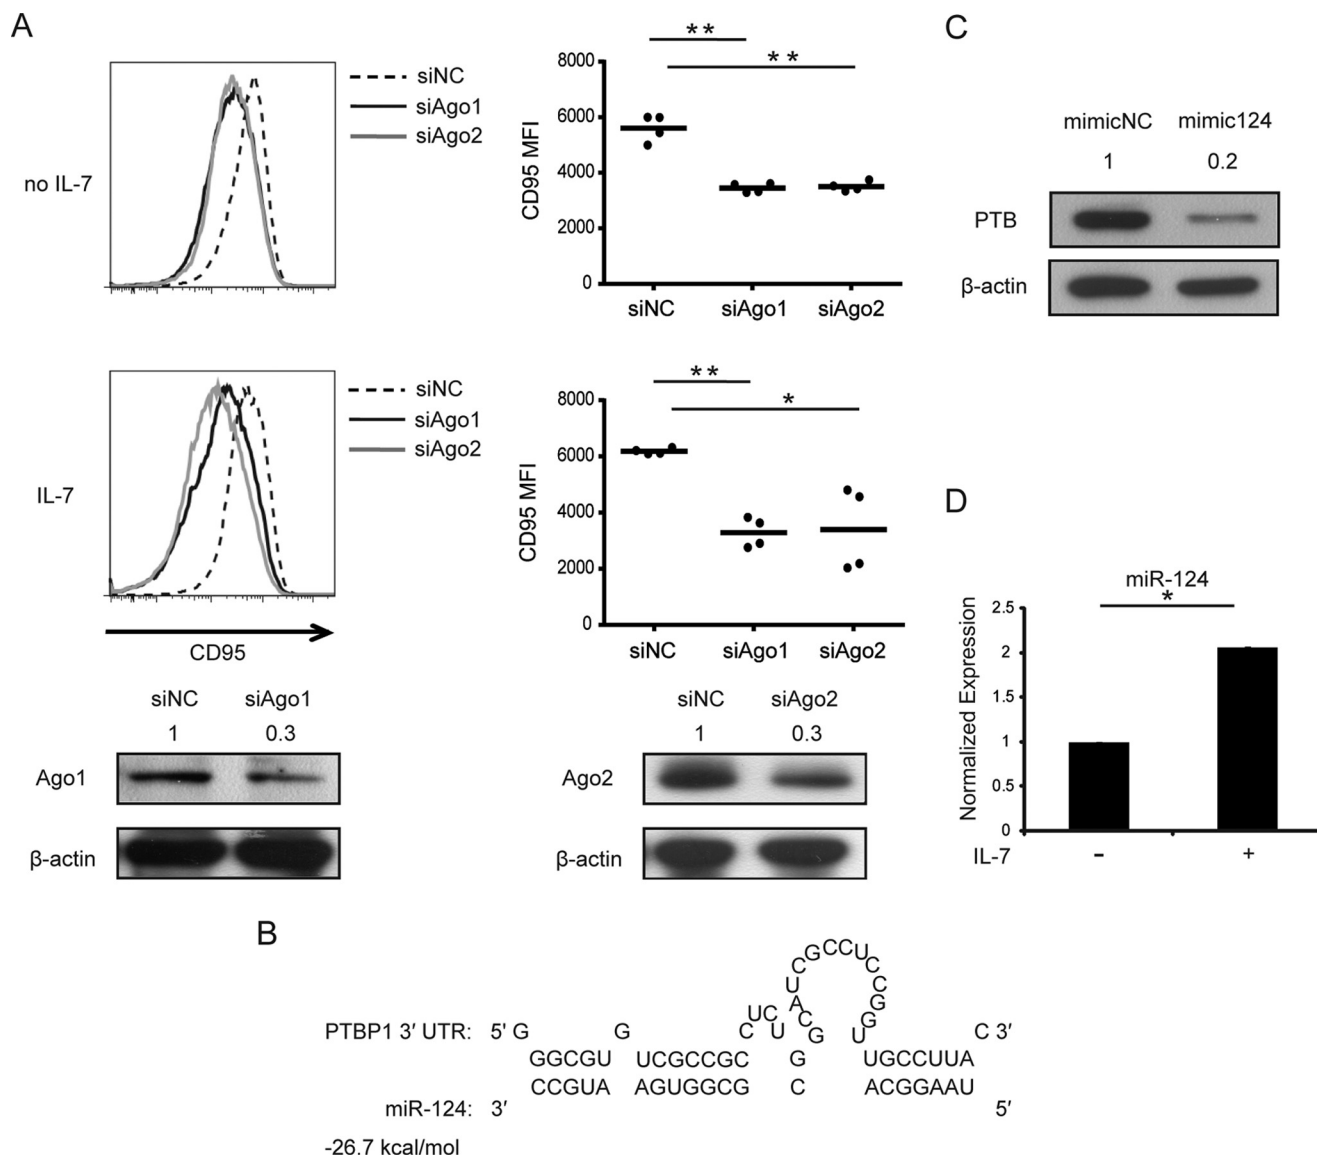 A
no IL-7
siNC
siAgo1
siAgo2
**
**
CD95 MFI
8000
6000
4000
2000
0
siNC siAgo1 siAgo2
IL-7
siNC
siAgo1
siAgo2
CD95
**
*
CD95 MFI
8000
6000
4000
2000
0
siNC siAgo1 siAgo2
siNC siAgo1
1 0.3
Ago1
β-actin
siNC siAgo2
1 0.3
Ago2
β-actin
C
mimicNC mimic124
1 0.2
PTB
β-actin
D
miR-124
*
Normalized Expression
2.5
2
1.5
1
0.5
0
IL-7 − +
B
CUCUACGGCAUCGCCUCCGGU
PTBP1 3′ UTR: 5′ G G C 3′
GGCGU UCGCCGC G UGCCUUA
CCGUA AGUGGCG C ACGGAAU
miR-124: 3′ 5′
-26.7 kcal/mol